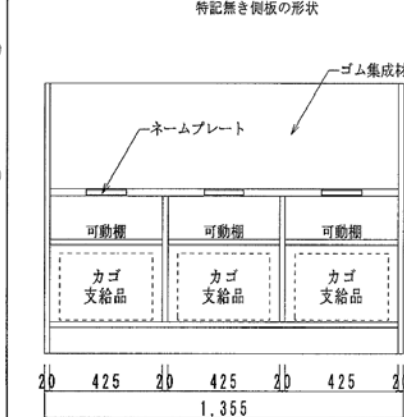 特記無き側板の形状
ゴム集成材
ネームプレート
可動棚 可動棚 可動棚
カゴ カゴ カゴ
支給品 支給品 支給品
20 425 20 425 20 425 20
1,355